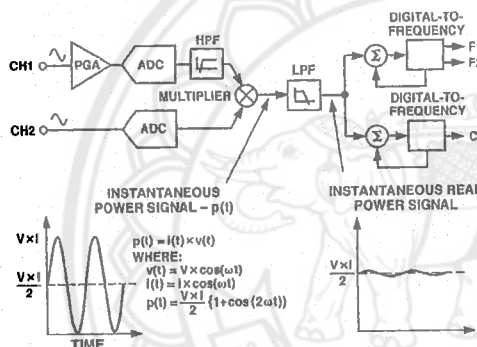 DIGITAL-TO-
FREQUENCY
HPF
CH1
PGA
ADC
LPF
Σ
F1
MULTIPLIER
DIGITAL-TO-
FREQUENCY
CH2
ADC
Σ
INSTANTANEOUS
POWER SIGNAL – p(t)
INSTANTANEOUS REAL
POWER SIGNAL
V×I
p(t) = i(t) × v(t)
WHERE:
v(t) = V × cos(ωt)
i(t) = I × cos(ωt)
p(t) = V×I/2 {1+cos (2ωt)}
V×I
2
TIME
V×I
2